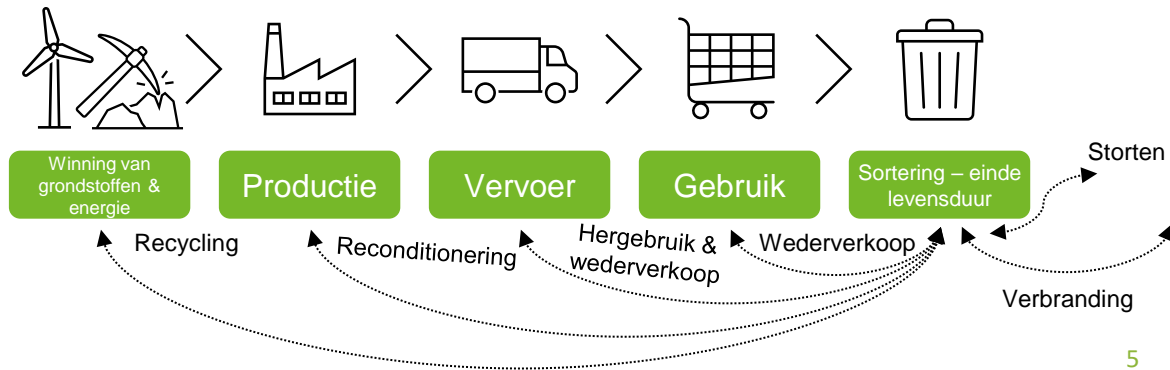 Winning van
grondstoffen &
energie
Productie
Vervoer
Gebruik
Sortering – einde
levensduur
Storten
Recycling
Reconditionering
Hergebruik &
wederverkoop
Wederverkoop
Verbranding
5